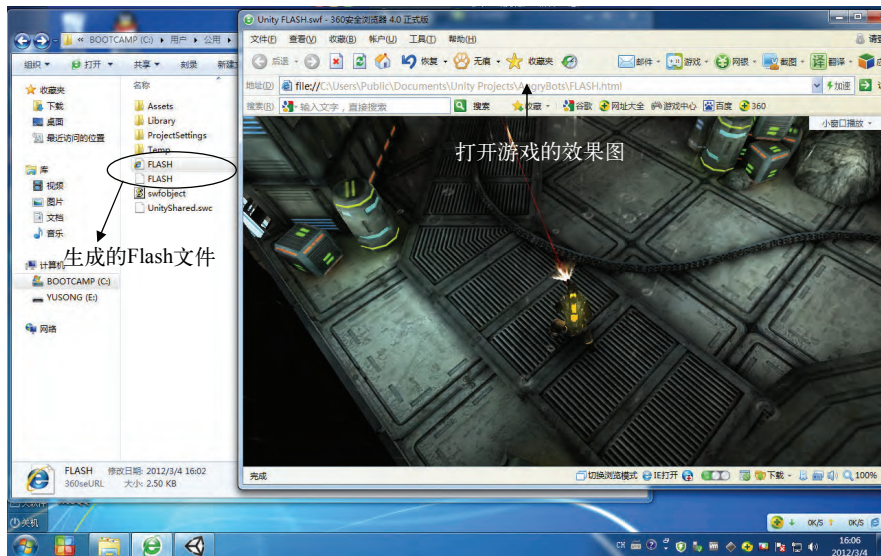 Unity FLASH.swf - 360安全浏览器 4.0 正式版
文件(F) 查看(V) 收藏(B) 帐户(U) 工具(T) 帮助(H)
后退 恢复 无痕 收藏夹 邮件 游戏 网银 截图 翻译
地址(D) file://C:\Users\Public\Documents\Unity Projects\AngryBots\FLASH.html 加速
搜索(R) 输入文字，直接搜索 搜索 收藏 谷歌 网址大全 游戏中心 百度 360
小窗口播放
打开游戏的效果图
完成 切换浏览模式 IE打开 下载 100%
« BOOTCAMP (C:) 用户 公用
组织 打开 共享 刻录
收藏夹
下载
桌面
最近访问的位置
库
视频
图片
文档
音乐
计算机
BOOTCAMP (C:)
YUSONG (E:)
网络
名称
Assets
Library
ProjectSettings
Temp
FLASH
FLASH
swfobject
UnityShared.swc
生成的Flash文件
FLASH 修改日期: 2012/3/4 16:02
360seURL 大小: 2.50 KB
关机
0K/S 0K/S
CH 16:06
2012/3/4